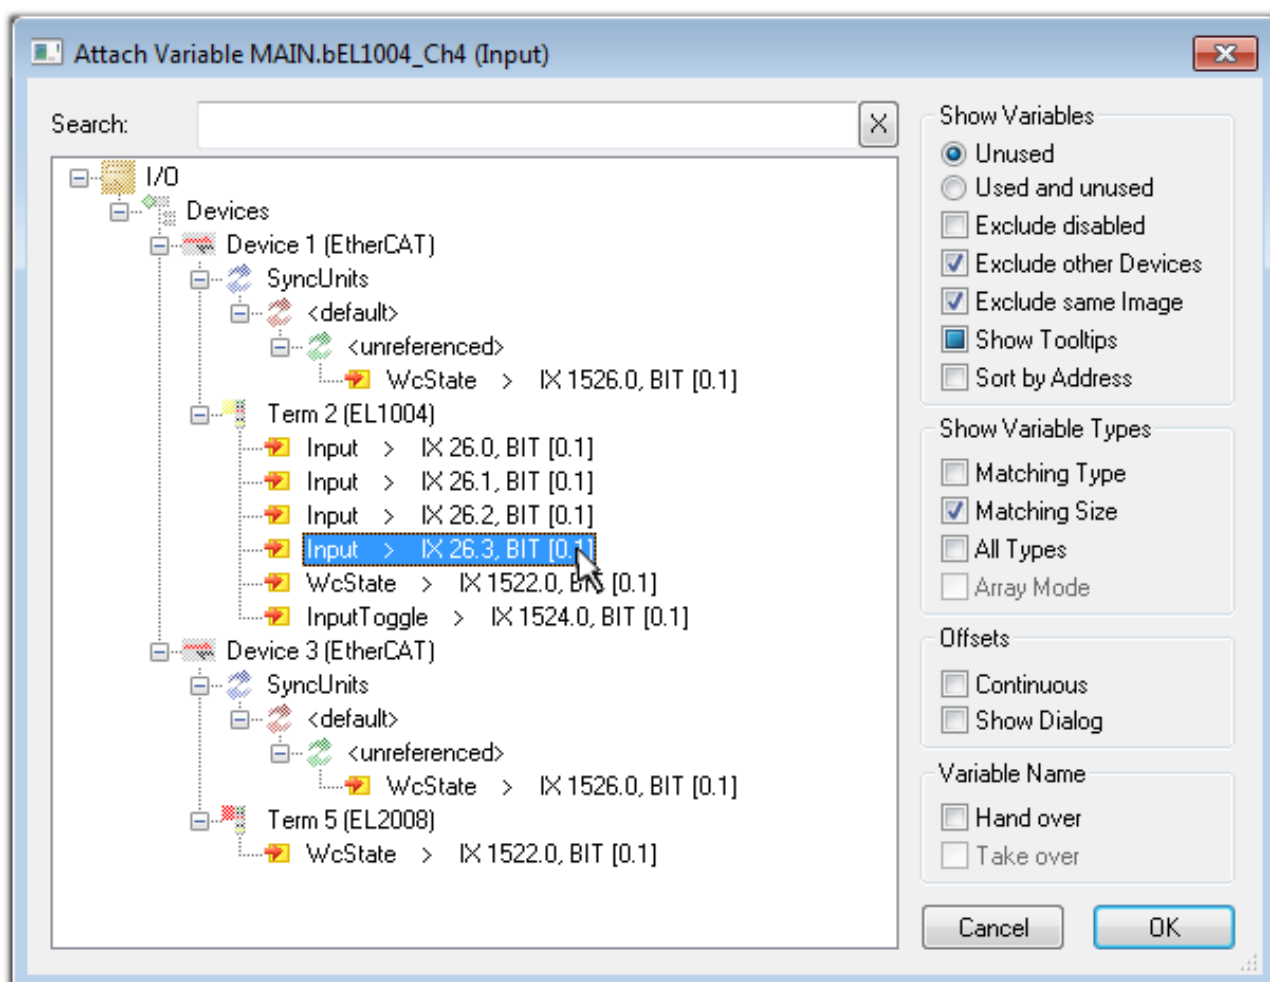 Attach Variable MAIN.bEL1004_Ch4 (Input)
Search:
I/O
Devices
Device 1 (EtherCAT)
SyncUnits
<default>
<unreferenced>
WcState > IX 1526.0, BIT [0.1]
Term 2 (EL1004)
Input > IX 26.0, BIT [0.1]
Input > IX 26.1, BIT [0.1]
Input > IX 26.2, BIT [0.1]
Input > IX 26.3, BIT [0.1]
WcState > IX 1522.0, BIT [0.1]
InputToggle > IX 1524.0, BIT [0.1]
Device 3 (EtherCAT)
SyncUnits
<default>
<unreferenced>
WcState > IX 1526.0, BIT [0.1]
Term 5 (EL2008)
WcState > IX 1522.0, BIT [0.1]
Show Variables
Unused
Used and unused
Exclude disabled
Exclude other Devices
Exclude same Image
Show Tooltips
Sort by Address
Show Variable Types
Matching Type
Matching Size
All Types
Array Mode
Offsets
Continuous
Show Dialog
Variable Name
Hand over
Take over
Cancel
OK